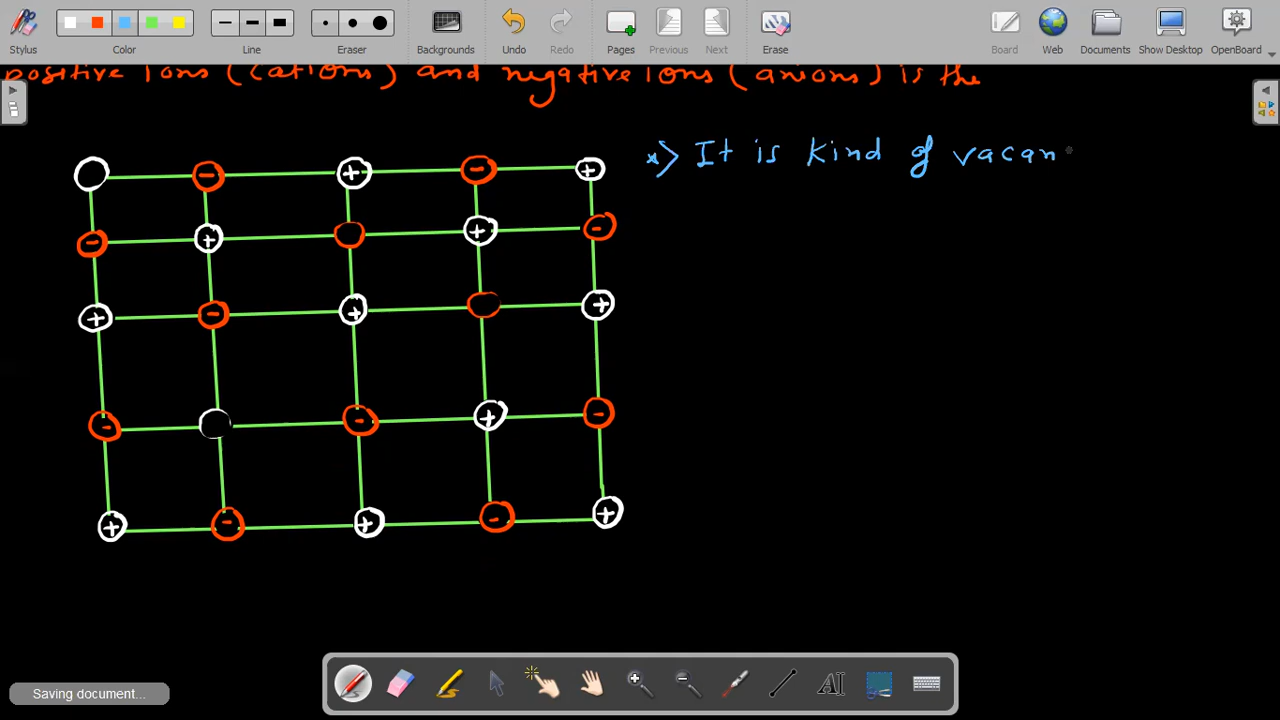 Stylus
Color
Line
Eraser
Backgrounds
Undo
Redo
Pages
Previous
Next
Erase
Board
Web
Documents
Show Desktop
OpenBoard
positive ions (cations) and negative ions (anions) is the
*> It is kind of vacan
- + - +
- + + -
+ - + +
- - + -
+ - + - +
Saving document...
AI